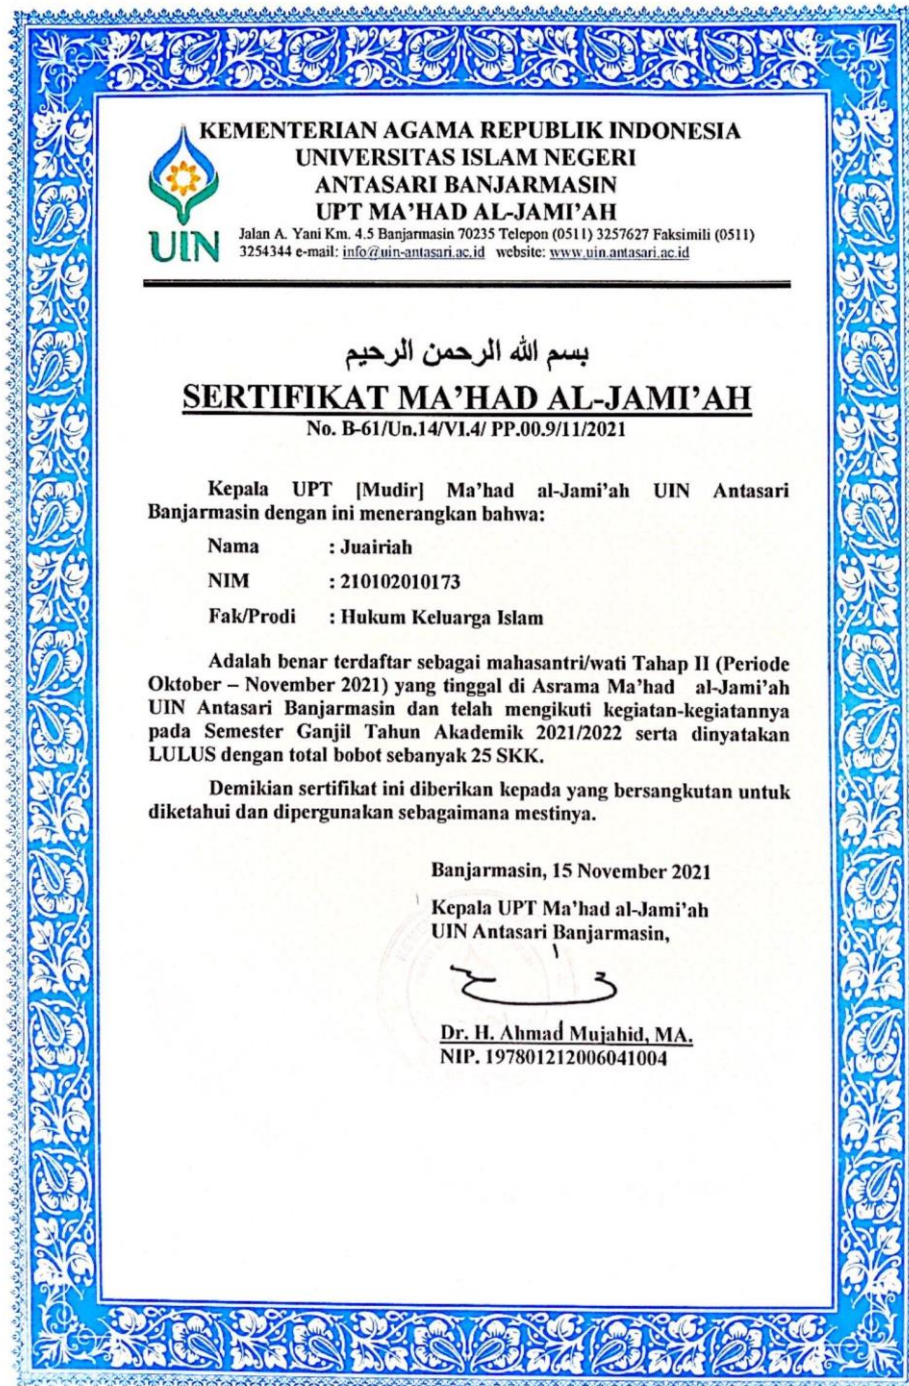 KEMENTERIAN AGAMA REPUBLIK INDONESIA
UNIVERSITAS ISLAM NEGERI
ANTASARI BANJARMASIN
UPT MA'HAD AL-JAMI'AH
UIN
Jalan A. Yani Km. 4.5 Banjarmasin 70235 Telepon (0511) 3257627 Faksimili (0511)
3254344 e-mail: info@uin-antasari.ac.id website: www.uin.antasari.ac.id
بسم الله الرحمن الرحيم
SERTIFIKAT MA'HAD AL-JAMI'AH
No. B-61/Un.14/VI.4/ PP.00.9/11/2021
Kepala UPT [Mudir] Ma'had al-Jami'ah UIN Antasari
Banjarmasin dengan ini menerangkan bahwa:
Nama : Juairiah
NIM : 210102010173
Fak/Prodi : Hukum Keluarga Islam
Adalah benar terdaftar sebagai mahasantri/wati Tahap II (Periode
Oktober – November 2021) yang tinggal di Asrama Ma'had al-Jami'ah
UIN Antasari Banjarmasin dan telah mengikuti kegiatan-kegiatannya
pada Semester Ganjil Tahun Akademik 2021/2022 serta dinyatakan
LULUS dengan total bobot sebanyak 25 SKK.
Demikian sertifikat ini diberikan kepada yang bersangkutan untuk
diketahui dan dipergunakan sebagaimana mestinya.
Banjarmasin, 15 November 2021
Kepala UPT Ma'had al-Jami'ah
UIN Antasari Banjarmasin,
Dr. H. Ahmad Mujahid, MA.
NIP. 197801212006041004